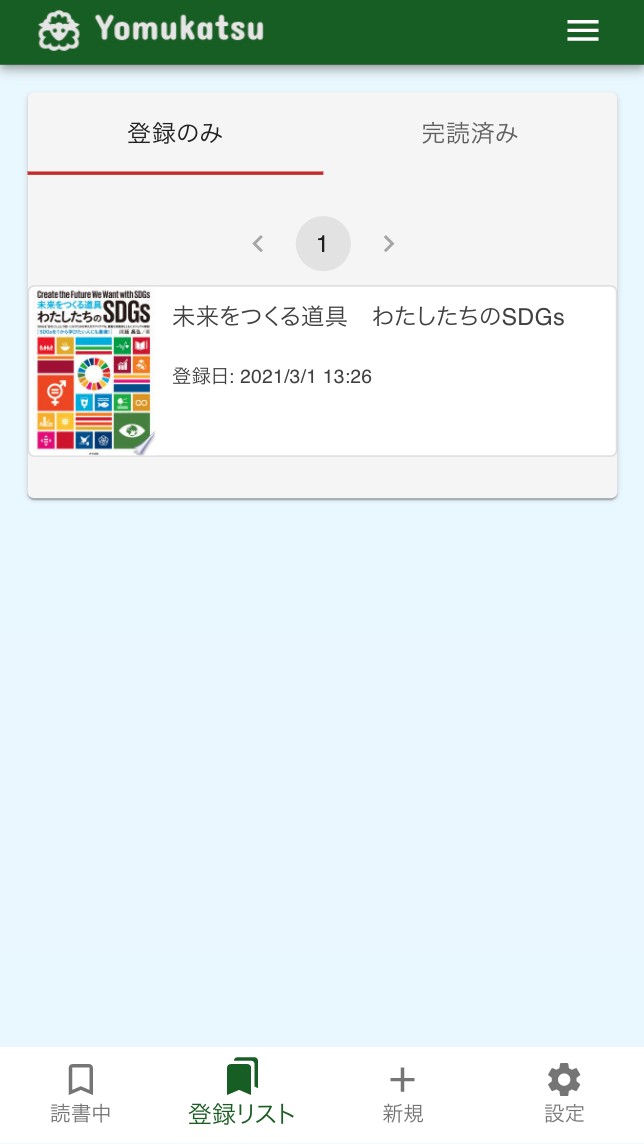 Yomukatsu
登録のみ
完読済み
1
Create the Future We Want with SDGs
未来をつくる道具
わたしたちのSDGs
未来をつくる道具　わたしたちのSDGs
登録日: 2021/3/1 13:26
読書中
登録リスト
新規
設定